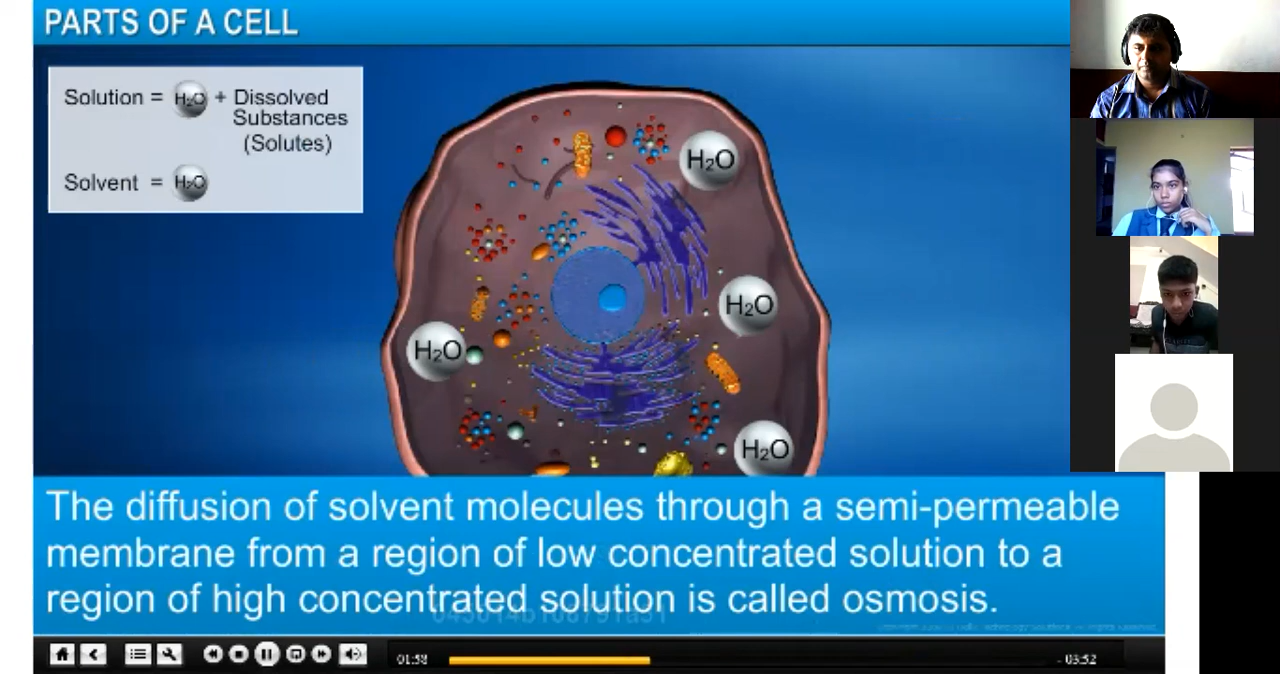 PARTS OF A CELL
Solution = H₂O + Dissolved
Substances
(Solutes)
Solvent = H₂O
H₂O
H₂O
H₂O
H₂O
The diffusion of solvent molecules through a semi-permeable
membrane from a region of low concentrated solution to a
region of high concentrated solution is called osmosis.
01:58
- 03:52